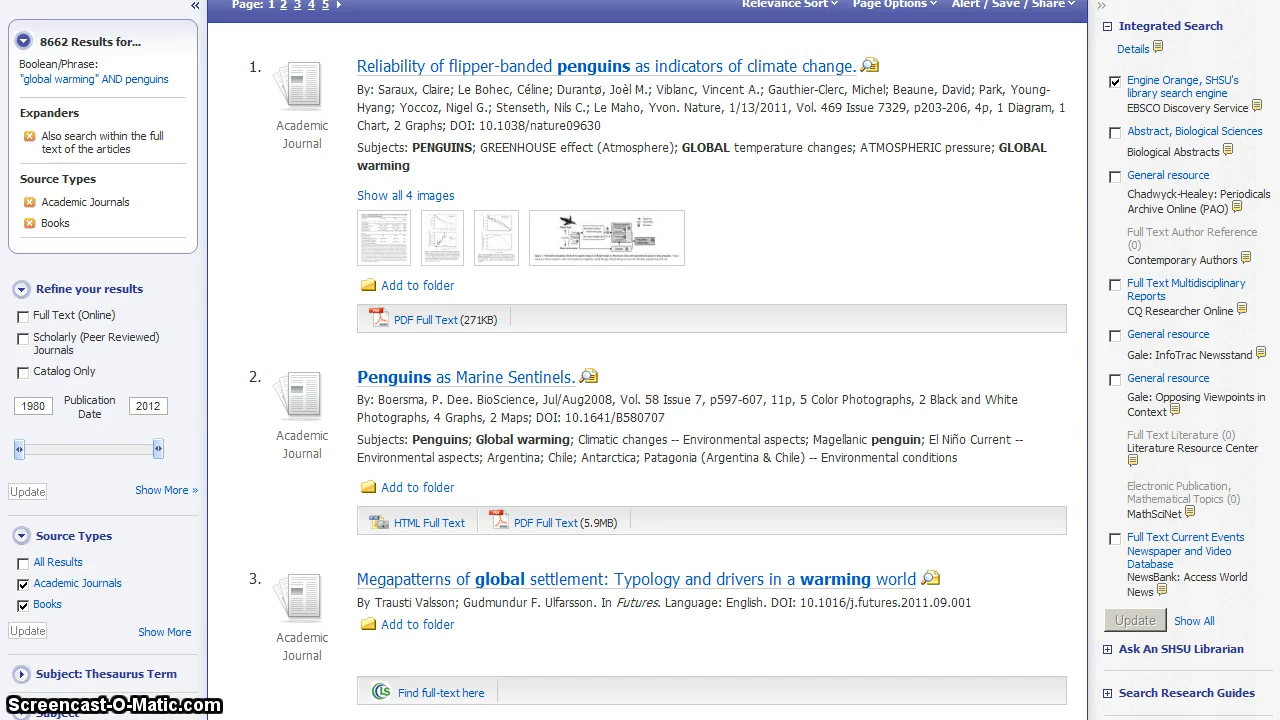 «
8662 Results for...
Boolean/Phrase:
"global warming" AND penguins
Expanders
Also search within the full
text of the articles
Source Types
Academic Journals
Books
Refine your results
Full Text (Online)
Scholarly (Peer Reviewed)
Journals
Catalog Only
1980 Publication Date 2012
Update Show More »
Source Types
All Results
Academic Journals
Books
Update Show More
Subject: Thesaurus Term
Subject
Page: 1 2 3 4 5
Relevance Sort Page Options Alert / Save / Share
1. Reliability of flipper-banded penguins as indicators of climate change.
By: Saraux, Claire; Le Bohec, Céline; Durantø, Joèl M.; Viblanc, Vincent A.; Gauthier-Clerc, Michel; Beaune, David; Park, Young-
Hyang; Yoccoz, Nigel G.; Stenseth, Nils C.; Le Maho, Yvon. Nature, 1/13/2011, Vol. 469 Issue 7329, p203-206, 4p, 1 Diagram, 1
Chart, 2 Graphs; DOI: 10.1038/nature09630
Academic
Journal
Subjects: PENGUINS; GREENHOUSE effect (Atmosphere); GLOBAL temperature changes; ATMOSPHERIC pressure; GLOBAL
warming
Show all 4 images
Add to folder
PDF Full Text (271KB)
2. Penguins as Marine Sentinels.
By: Boersma, P. Dee. BioScience, Jul/Aug2008, Vol. 58 Issue 7, p597-607, 11p, 5 Color Photographs, 2 Black and White
Photographs, 4 Graphs, 2 Maps; DOI: 10.1641/B580707
Academic
Journal
Subjects: Penguins; Global warming; Climatic changes -- Environmental aspects; Magellanic penguin; El Niño Current --
Environmental aspects; Argentina; Chile; Antarctica; Patagonia (Argentina & Chile) -- Environmental conditions
Add to folder
HTML Full Text PDF Full Text (5.9MB)
3. Megapatterns of global settlement: Typology and drivers in a warming world
By Trausti Valsson; Gudmundur F. Ulfarsson. In Futures. Language: English. DOI: 10.1016/j.futures.2011.09.001
Add to folder
Academic
Journal
Find full-text here
»
Integrated Search
Details
Engine Orange, SHSU's
library search engine
EBSCO Discovery Service
Abstract, Biological Sciences
Biological Abstracts
General resource
Chadwyck-Healey: Periodicals
Archive Online (PAO)
Full Text Author Reference
(0)
Contemporary Authors
Full Text Multidisciplinary
Reports
CQ Researcher Online
General resource
Gale: InfoTrac Newsstand
General resource
Gale: Opposing Viewpoints in
Context
Full Text Literature (0)
Literature Resource Center
Electronic Publication,
Mathematical Topics (0)
MathSciNet
Full Text Current Events
Newspaper and Video
Database
NewsBank: Access World
News
Update Show All
Ask An SHSU Librarian
Search Research Guides
Screencast-O-Matic.com